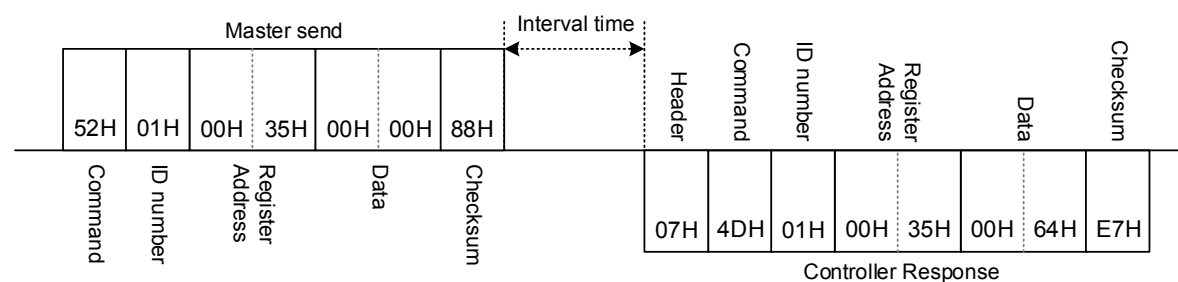 Master send
Interval time
52H 01H 00H 35H 00H 00H 88H
Command
ID number
Register
Address
Data
Checksum
Header
Command
ID number
Register
Address
Data
Checksum
07H 4DH 01H 00H 35H 00H 64H E7H
Controller Response